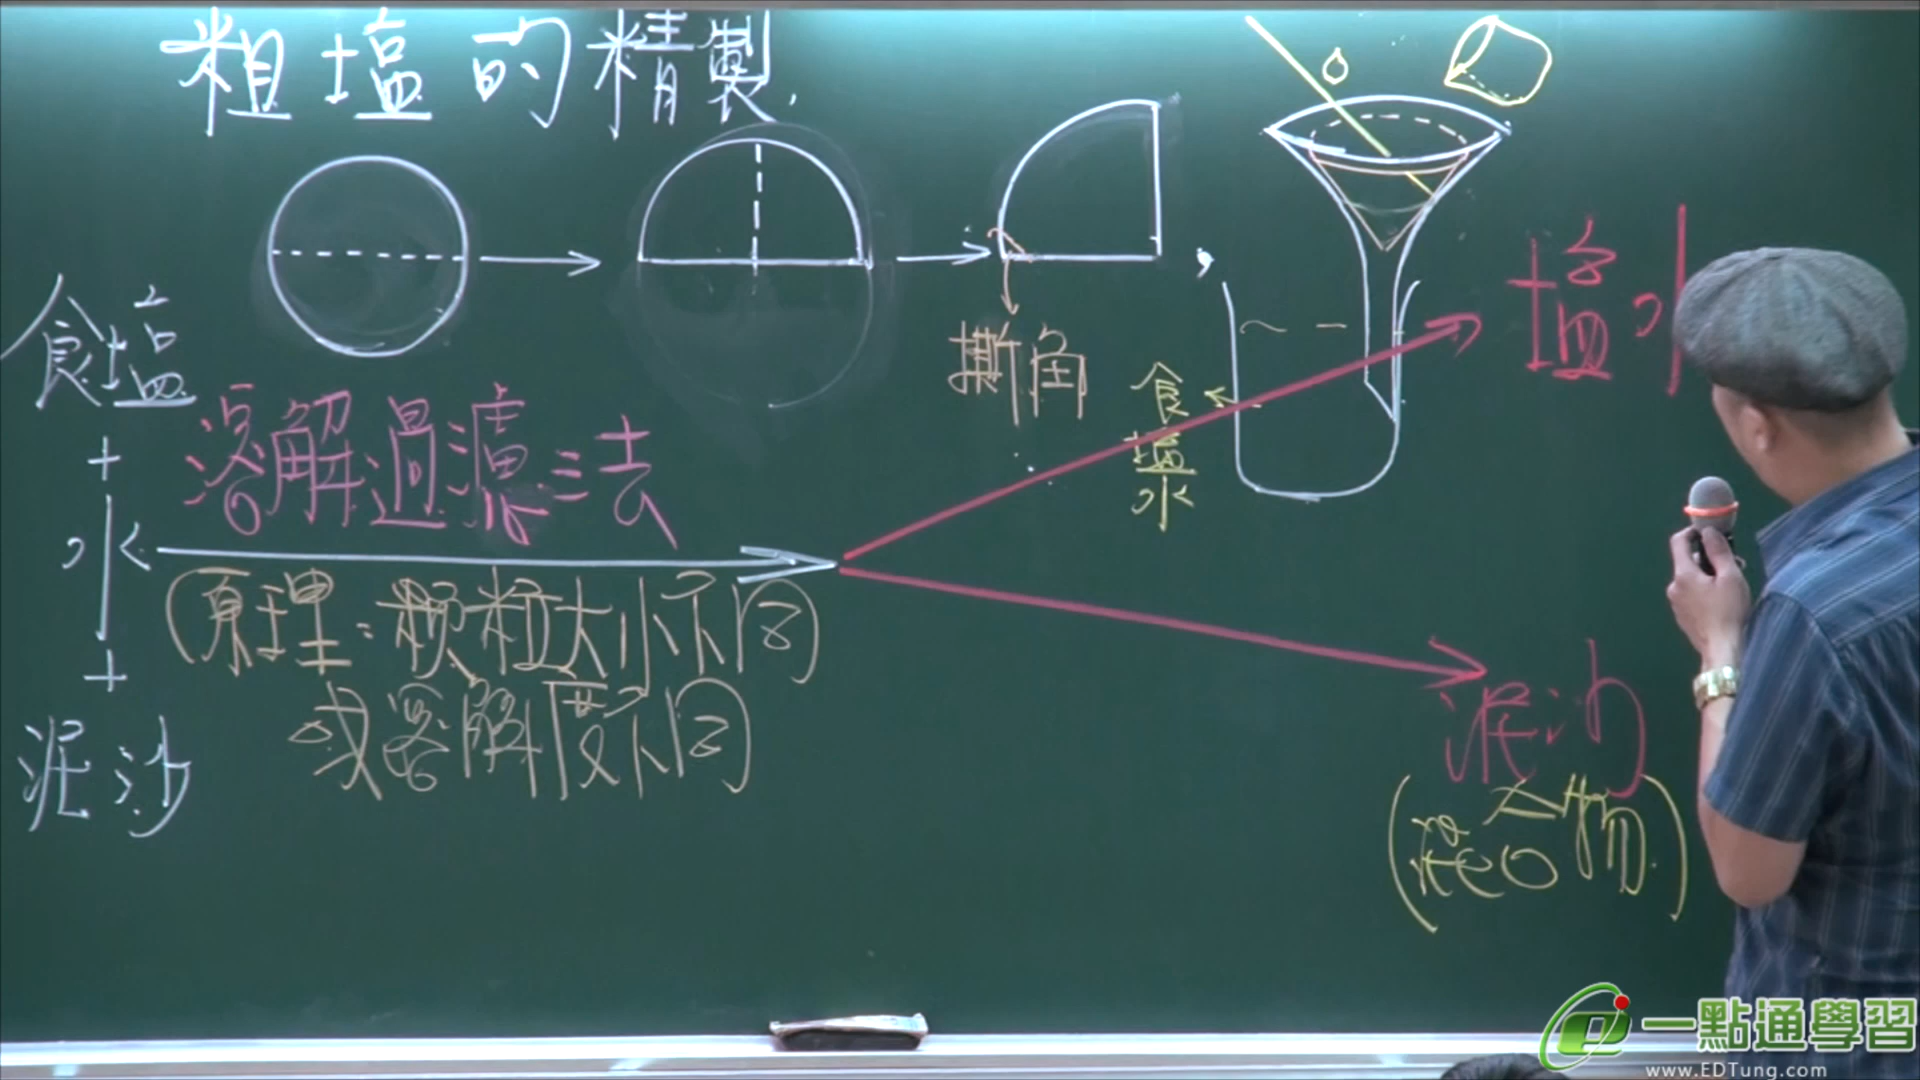 粗塩的精製
撕角
食塩水
食塩
+
水
+
泥沙
溶解過濾法
(原理:顆粒大小不同
或溶解度不同)
塩水
泥沙
(混合物)
一點通學習
www.EDTung.com